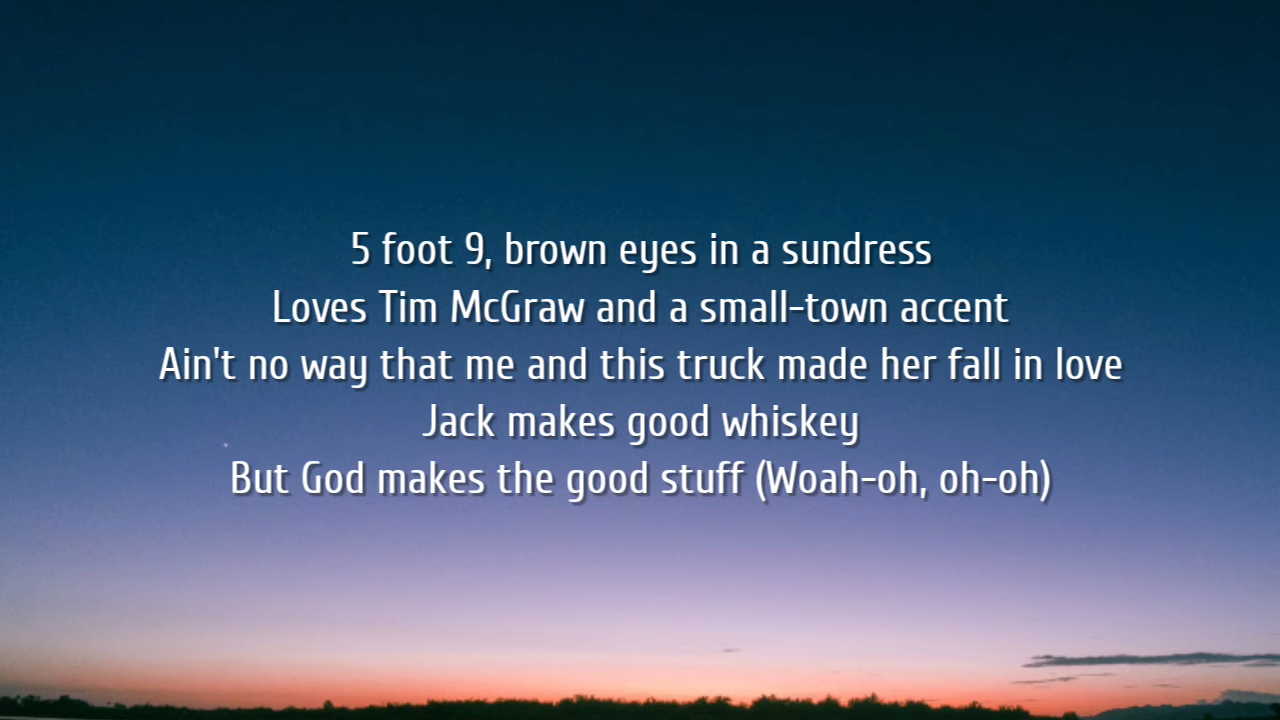 5 foot 9, brown eyes in a sundress
Loves Tim McGraw and a small-town accent
Ain't no way that me and this truck made her fall in love
Jack makes good whiskey
But God makes the good stuff (Woah-oh, oh-oh)